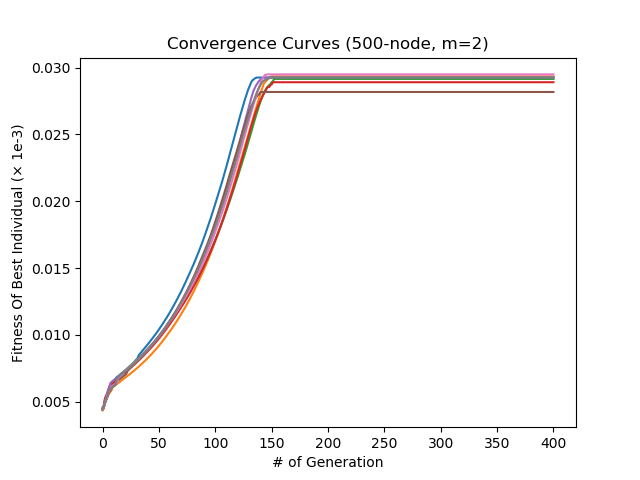 Convergence Curves (500-node, m=2)
Fitness Of Best Individual (× 1e-3)
0.030
0.025
0.020
0.015
0.010
0.005
0 50 100 150 200 250 300 350 400
# of Generation